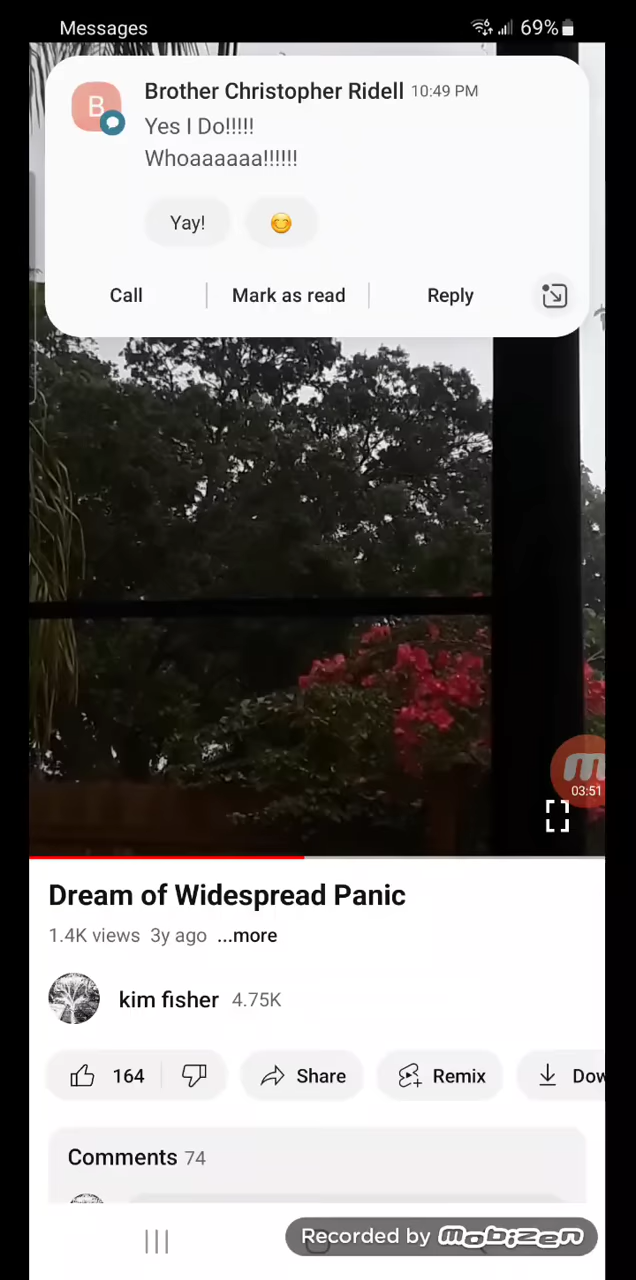 Messages
69%
B
Brother Christopher Ridell 10:49 PM
Yes I Do!!!!!
Whoaaaaaa!!!!!!
Yay!
Call
Mark as read
Reply
03:51
Dream of Widespread Panic
1.4K views 3y ago ...more
kim fisher 4.75K
164
Share
Remix
Dow
Comments 74
Recorded by mobizen